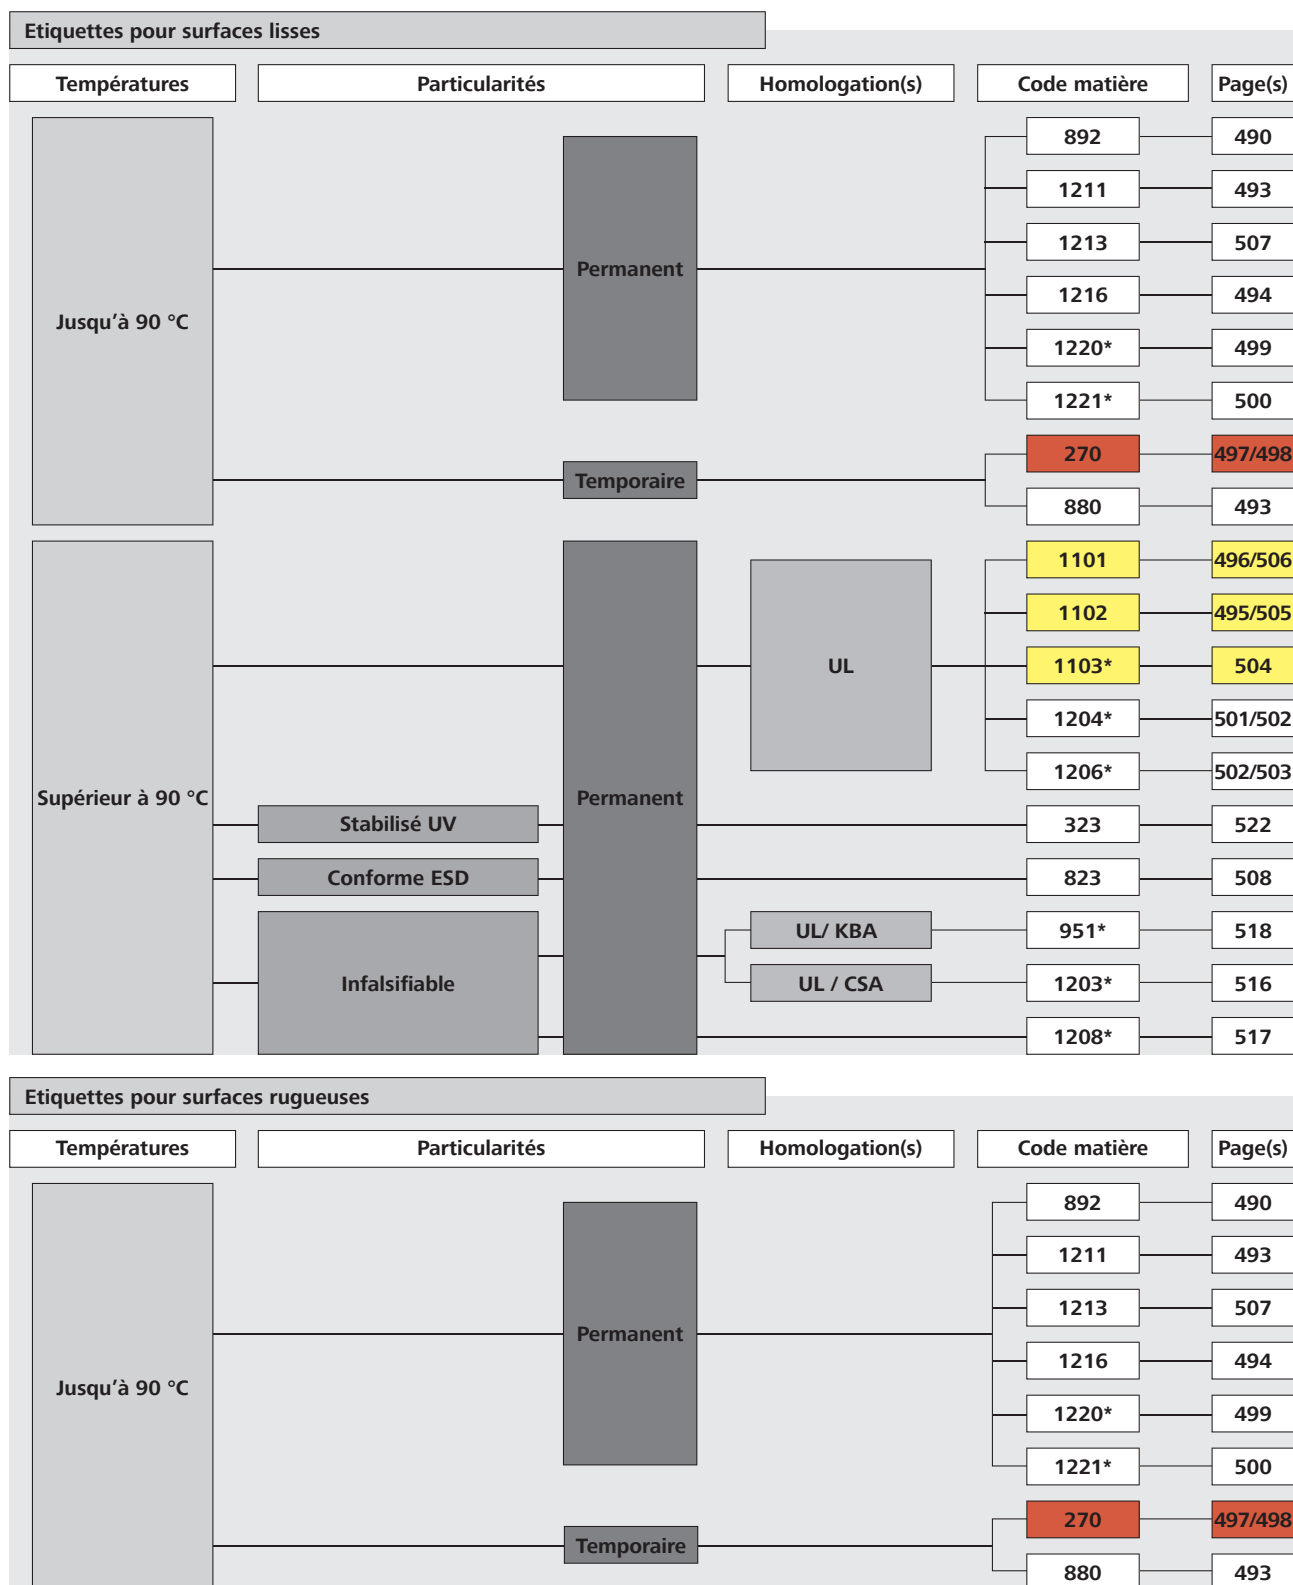 Etiquettes pour surfaces lisses
Températures Particularités Homologation(s) Code matière Page(s)
892 490
1211 493
1213 507
Permanent
1216 494
Jusqu'à 90 °C
1220* 499
1221* 500
270 497/498
Temporaire
880 493
1101 496/506
1102 495/505
UL 1103* 504
1204* 501/502
1206* 502/503
Supérieur à 90 °C Permanent
Stabilisé UV 323 522
Conforme ESD 823 508
UL/ KBA 951* 518
Infalsifiable UL / CSA 1203* 516
1208* 517
Etiquettes pour surfaces rugueuses
Températures Particularités Homologation(s) Code matière Page(s)
892 490
1211 493
1213 507
Permanent
1216 494
Jusqu'à 90 °C
1220* 499
1221* 500
270 497/498
Temporaire
880 493